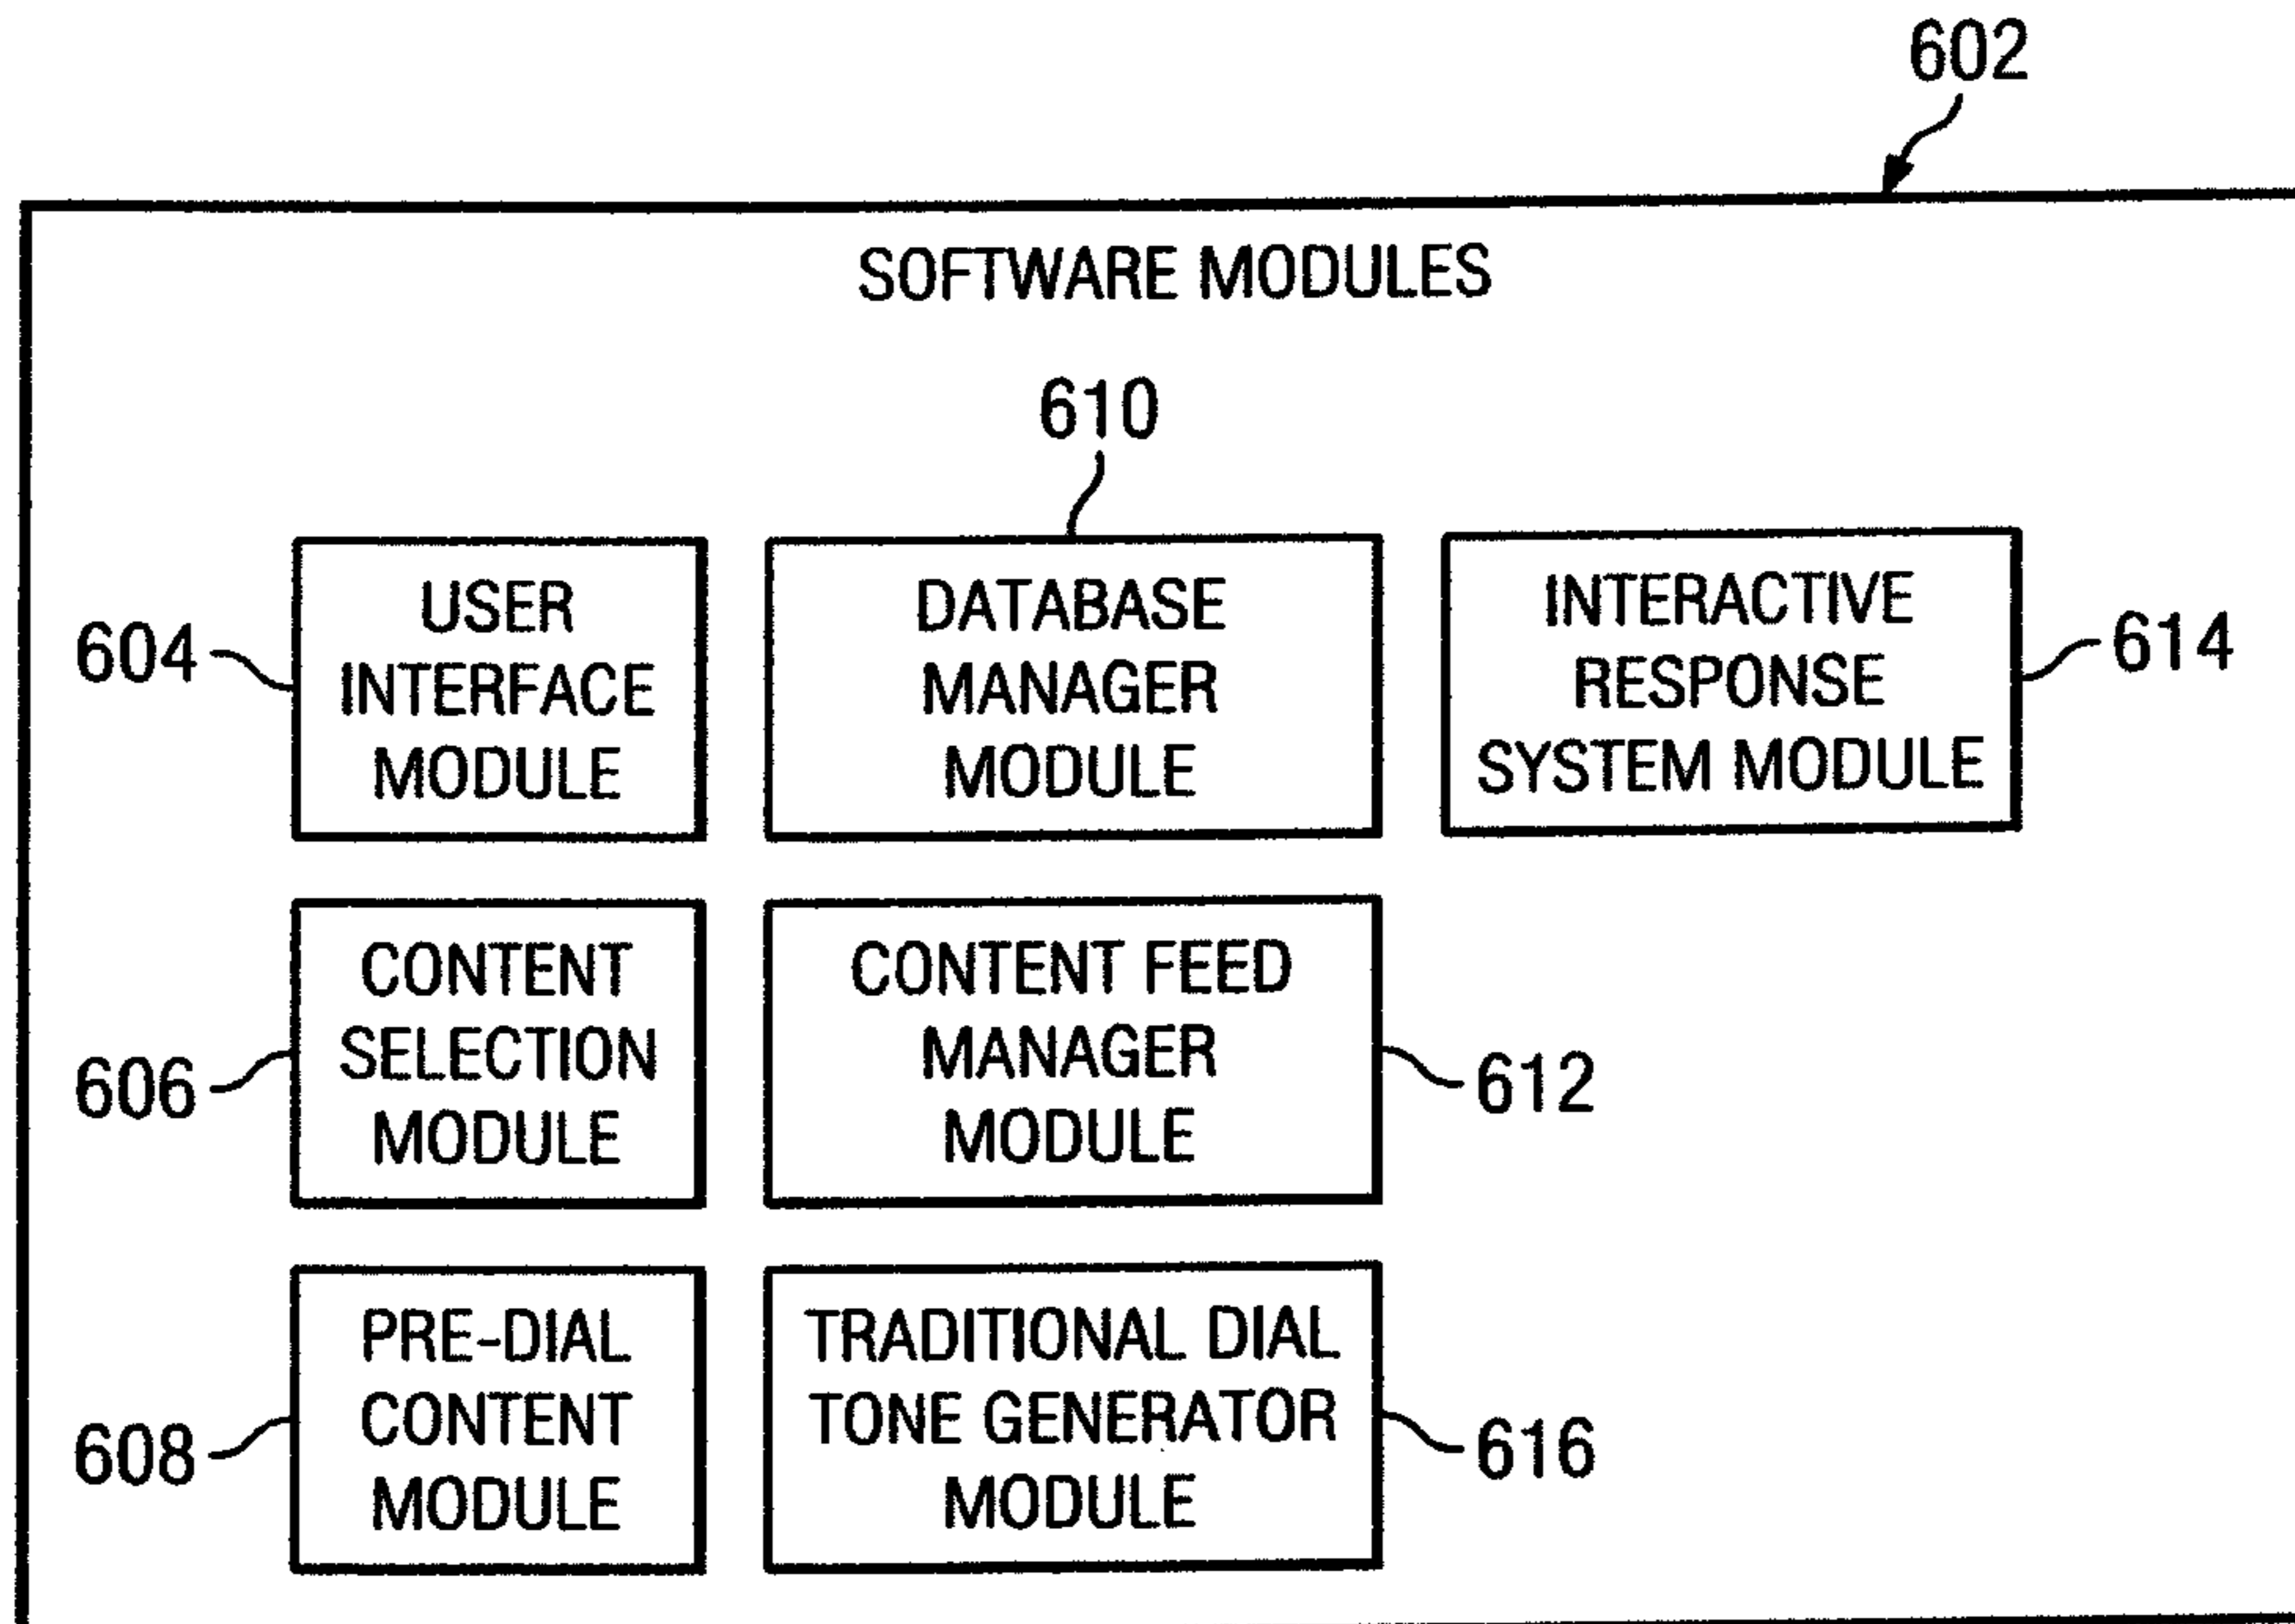 602
SOFTWARE MODULES
610
604
USER
INTERFACE
MODULE
DATABASE
MANAGER
MODULE
INTERACTIVE
RESPONSE
SYSTEM MODULE
614
606
CONTENT
SELECTION
MODULE
CONTENT FEED
MANAGER
MODULE
612
608
PRE-DIAL
CONTENT
MODULE
TRADITIONAL DIAL
TONE GENERATOR
MODULE
616